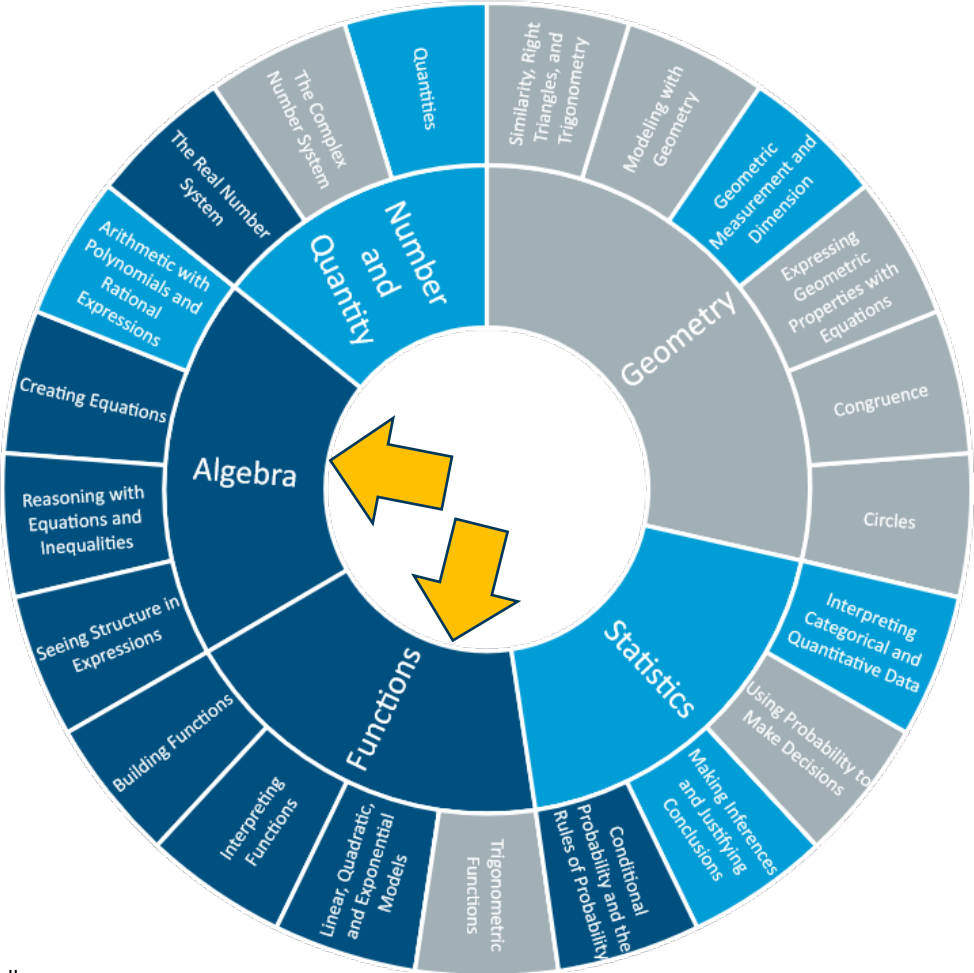 Quantities
Similarity, Right
Triangles, and
Trigonometry
Modeling with
Geometry
Geometric
Measurement and
Dimension
Expressing
Geometric
Properties with
Equations
Congruence
Circles
Interpreting
Categorical and
Quantitative Data
Using Probability to
Make Decisions
Making Inferences
and Justifying
Conclusions
Conditional
Probability and the
Rules of Probability
Trigonometric
Functions
Linear, Quadratic,
and Exponential
Models
Interpreting
Functions
Building Functions
Seeing Structure in
Expressions
Reasoning with
Equations and
Inequalities
Creating Equations
Arithmetic with
Polynomials and
Rational
Expressions
The Real Number
System
The Complex
Number System
Number
and
Quantity
Geometry
Statistics
Functions
Algebra